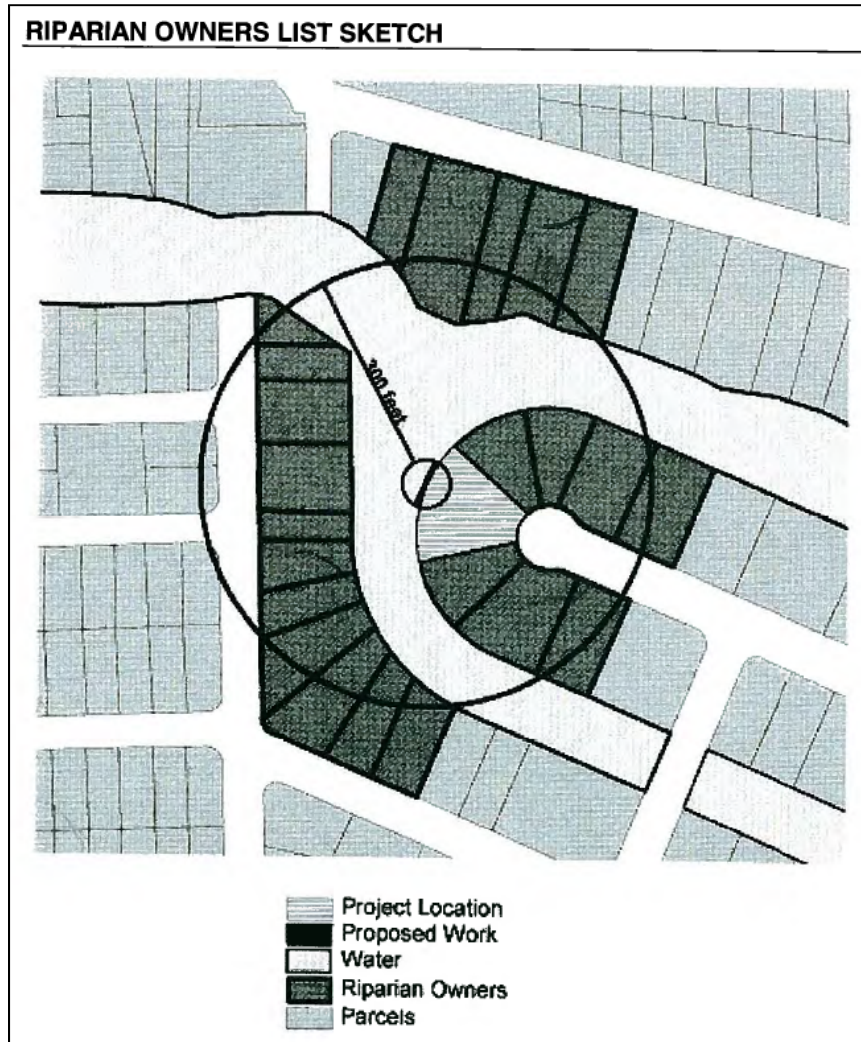 RIPARIAN OWNERS LIST SKETCH
300 feet
Project Location
Proposed Work
Water
Riparian Owners
Parcels